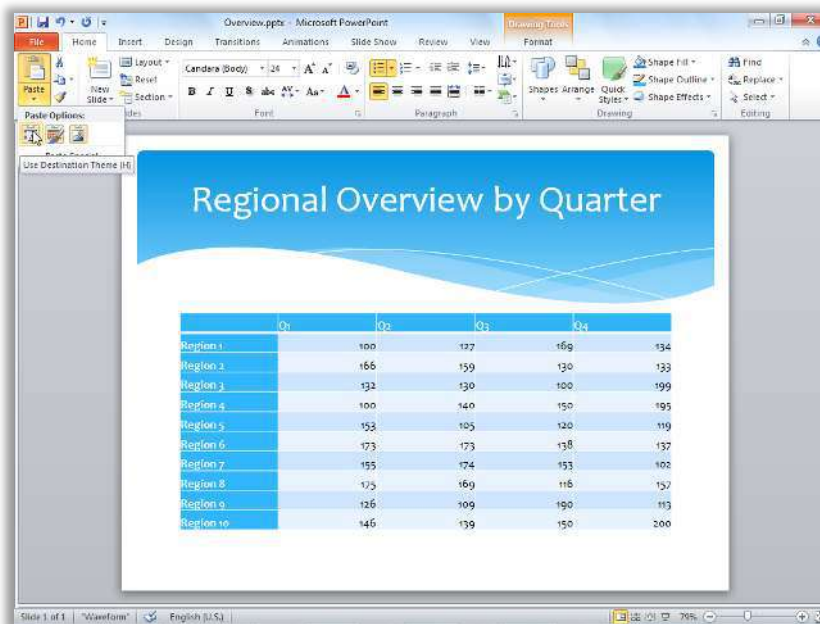 Overview.pptx - Microsoft PowerPoint
Drawing Tools
File Home Insert Design Transitions Animations Slide Show Review View Format
Paste
New Slide
Layout
Reset
Section
Candara (Body) 24
B I U S abc AV Aa A
Shapes Arrange Quick Styles
Shape Fill
Shape Outline
Shape Effects
Find
Replace
Select
Font Paragraph Drawing Editing
Paste Options:
Use Destination Theme (H)
Regional Overview by Quarter
Q1 Q2 Q3 Q4
Region 1 100 127 169 134
Region 2 166 159 130 133
Region 3 132 130 100 199
Region 4 100 140 150 195
Region 5 153 105 120 119
Region 6 173 173 138 137
Region 7 155 174 153 102
Region 8 175 169 116 157
Region 9 126 109 190 113
Region 10 146 139 150 200
Slide 1 of 1 "Waveform" English (U.S.) 79%